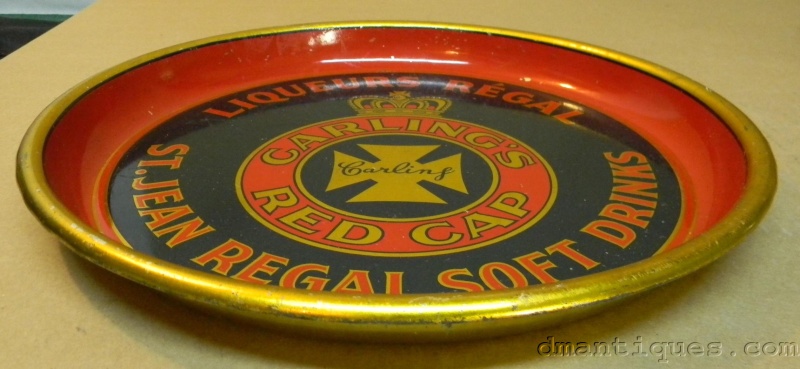 LIQUEURS RÉGAL
CARLING'S
Carling
RED CAP
ST. JEAN REGAL SOFT DRINKS
dmantiques.com